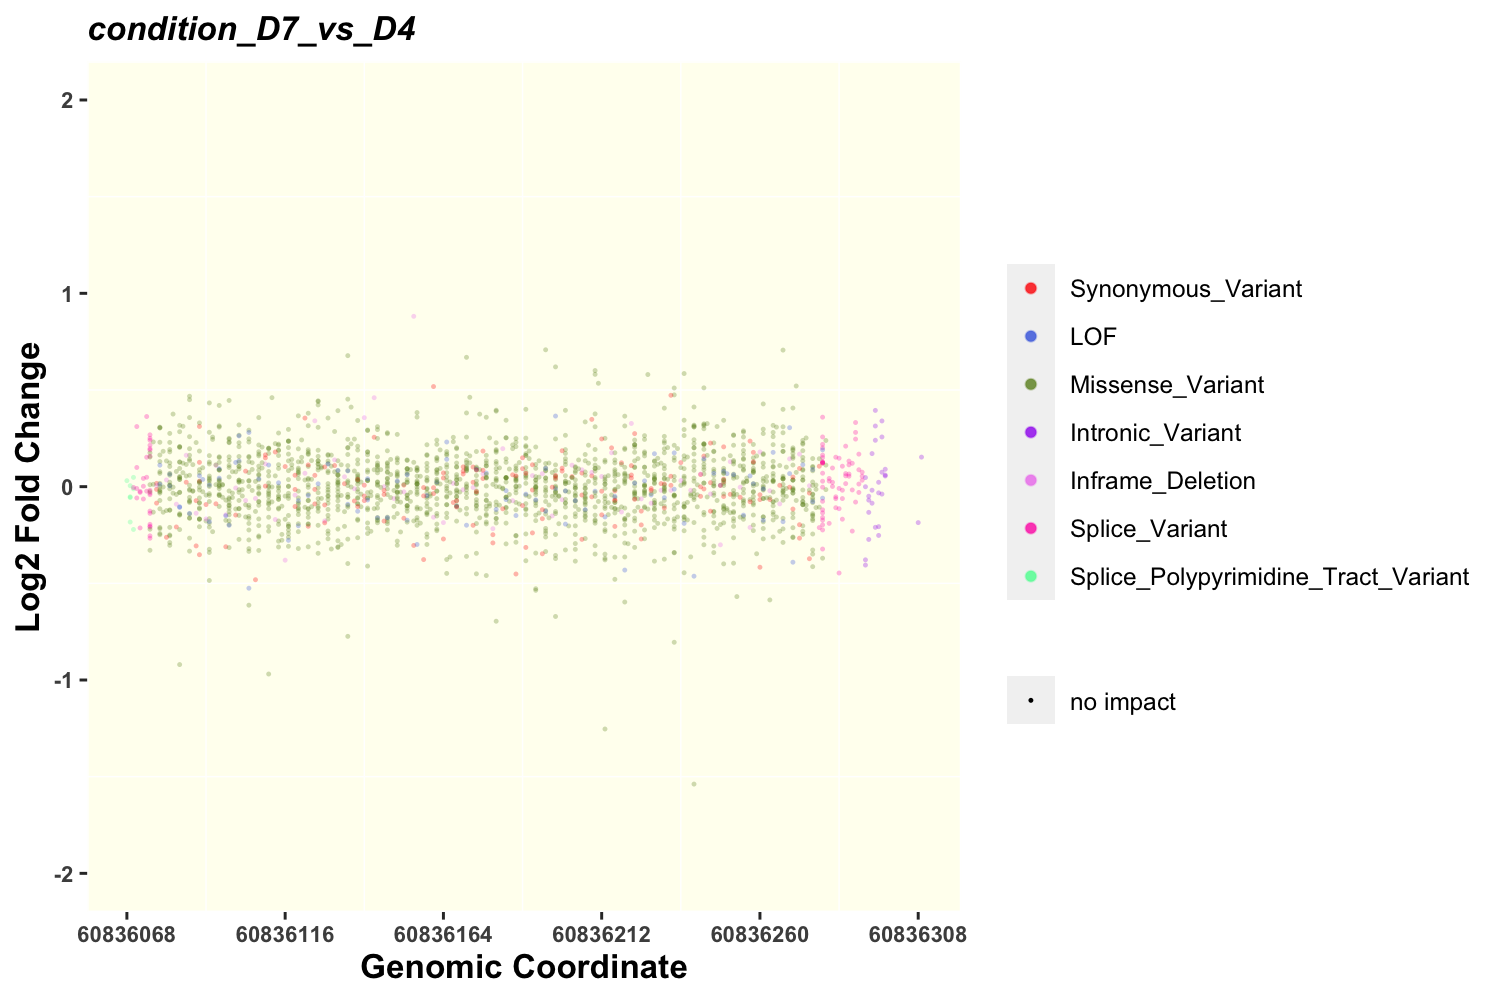 condition_D7_vs_D4
2
1
0
-1
-2
Log2 Fold Change
60836068 60836116 60836164 60836212 60836260 60836308
Genomic Coordinate
Synonymous_Variant
LOF
Missense_Variant
Intronic_Variant
Inframe_Deletion
Splice_Variant
Splice_Polypyrimidine_Tract_Variant
no impact